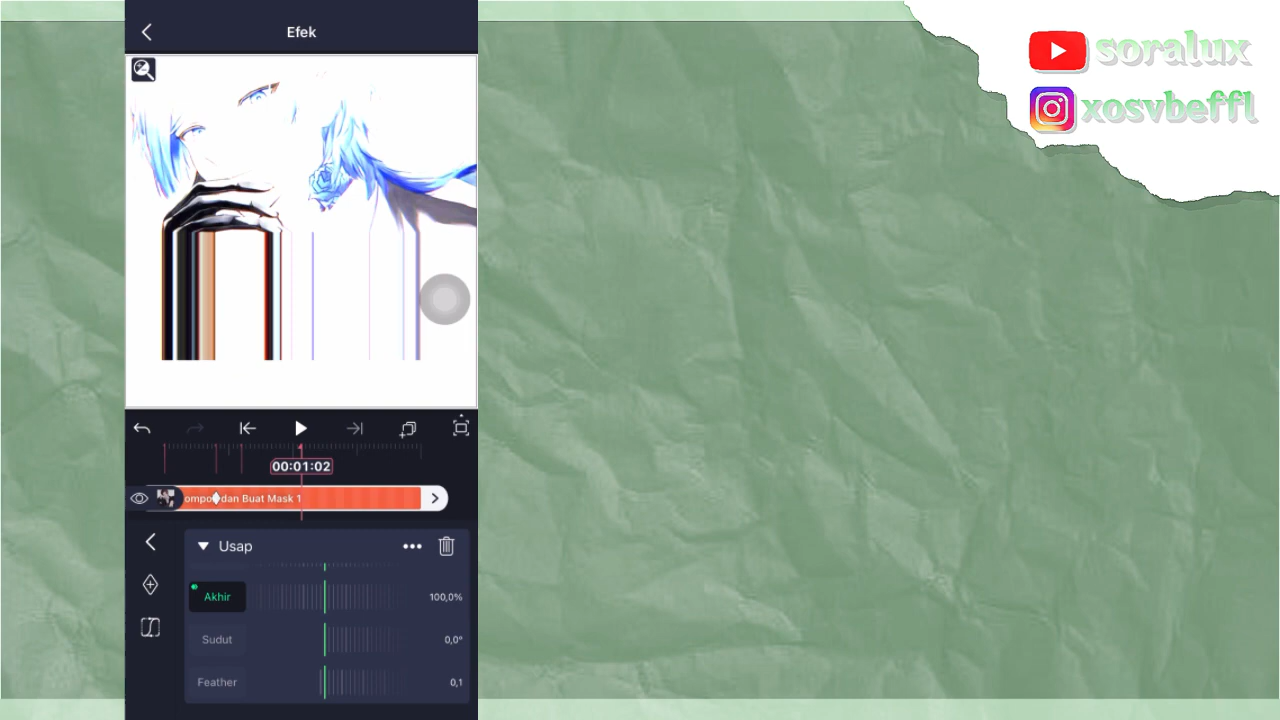 Efek
soralux
xosvbeffl
00:01:02
ompo dan Buat Mask 1
Usap
Akhir 100,0%
Sudut 0,0°
Feather 0,1